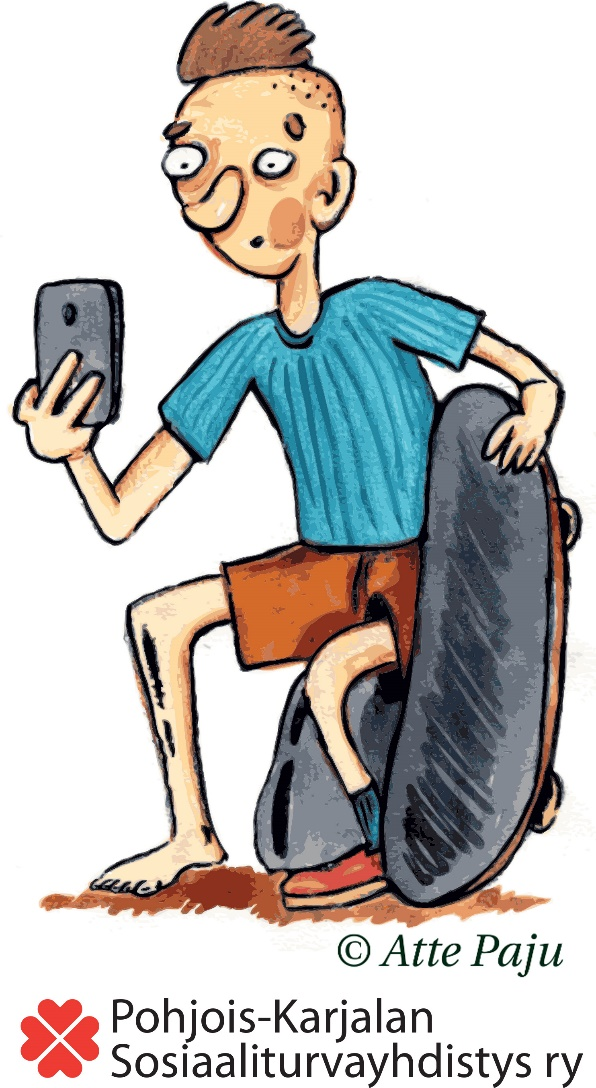 © Atte Paju
Pohjois-Karjalan
Sosiaaliturvayhdistys ry